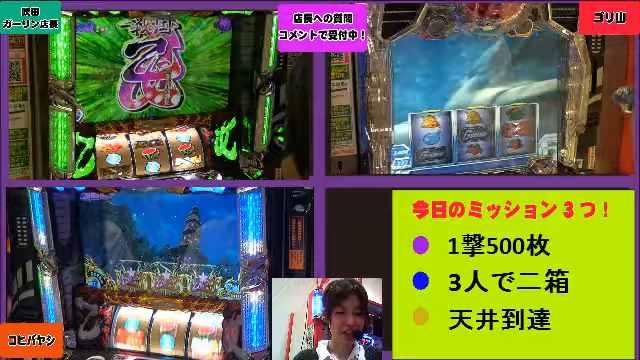 吹田
ガーリン店長
店長への質問
コメントで受付中！
ゴリ山
今日のミッション３つ！
1撃500枚
3人で二箱
天井到達
コヒバヤシ